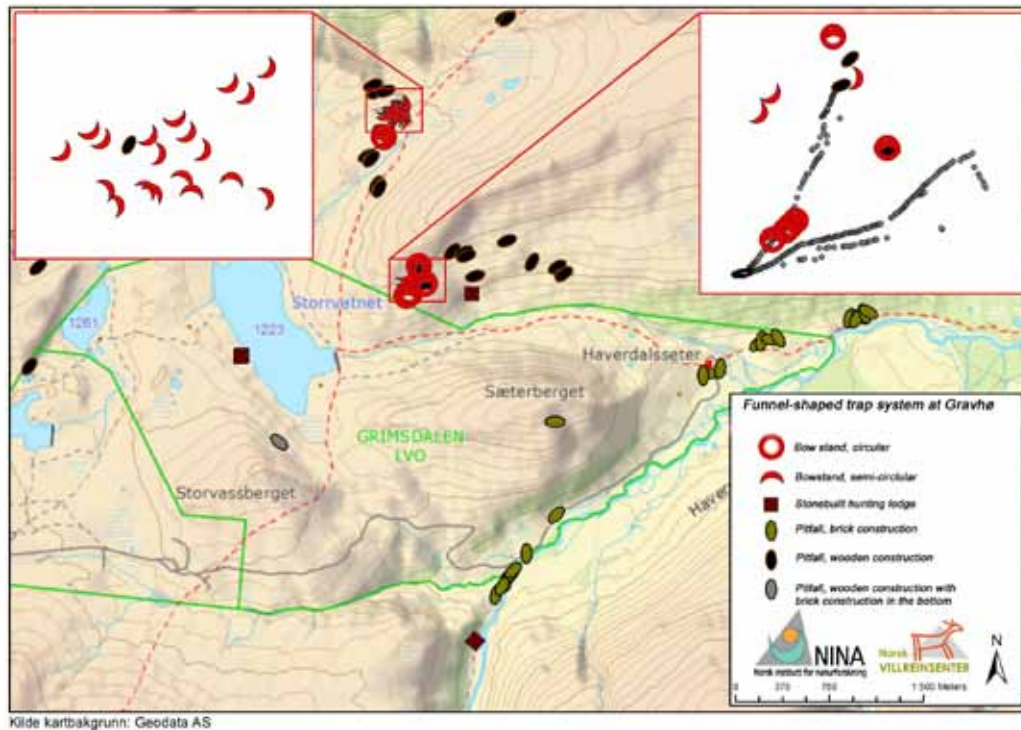 Stornvatnet
1261
1223
Haverdalsseter
Sæterberget
GRIMSDALEN
LVO
Storvassberget
Haver
Funnel-shaped trap system at Gravhø
Bow stand, circular
Bowstand, semi-circlular
Stonebuilt hunting lodge
Pitfall, brick construction
Pitfall, wooden construction
Pitfall, wooden construction with
brick construction in the bottom
NINA
Norsk institutt for naturforskning
Norsk
VILLREINSENTER
N
0 375 750 1 500 Meters
Kilde kartbakgrunn: Geodata AS